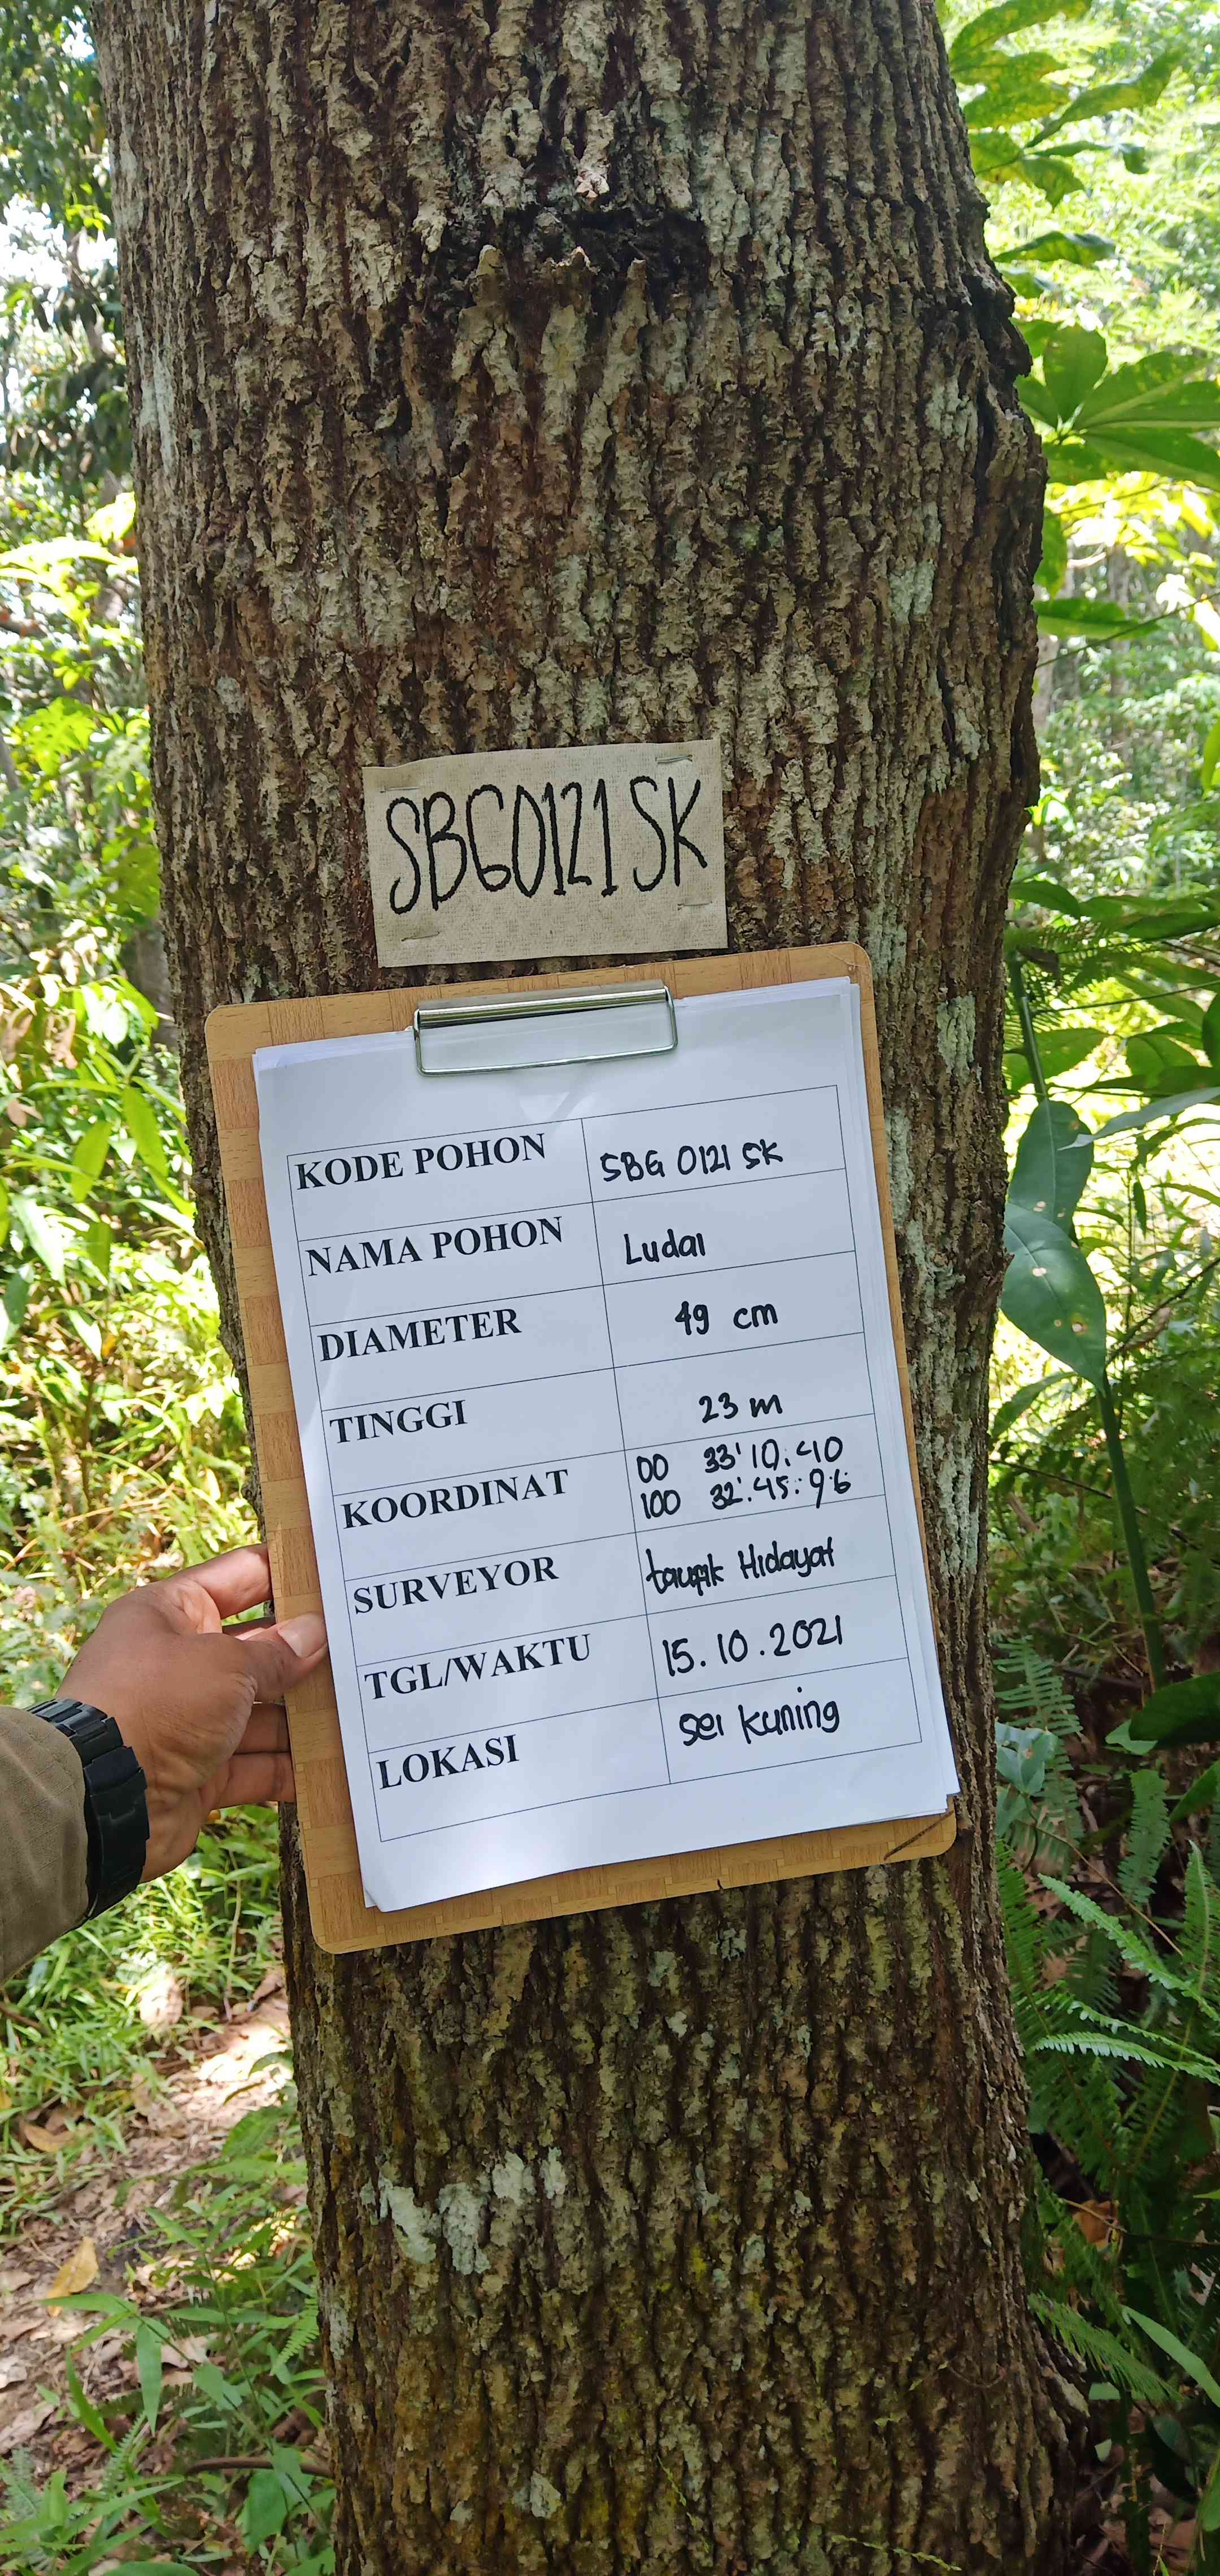 SBG0121SK
KODE POHON SBG 0121 SK
NAMA POHON Ludai
DIAMETER 49 cm
TINGGI 23 m
KOORDINAT 00 33' 10:40
100 32'.45:96
SURVEYOR taufik Hidayat
TGL/WAKTU 15.10.2021
LOKASI sei kuning